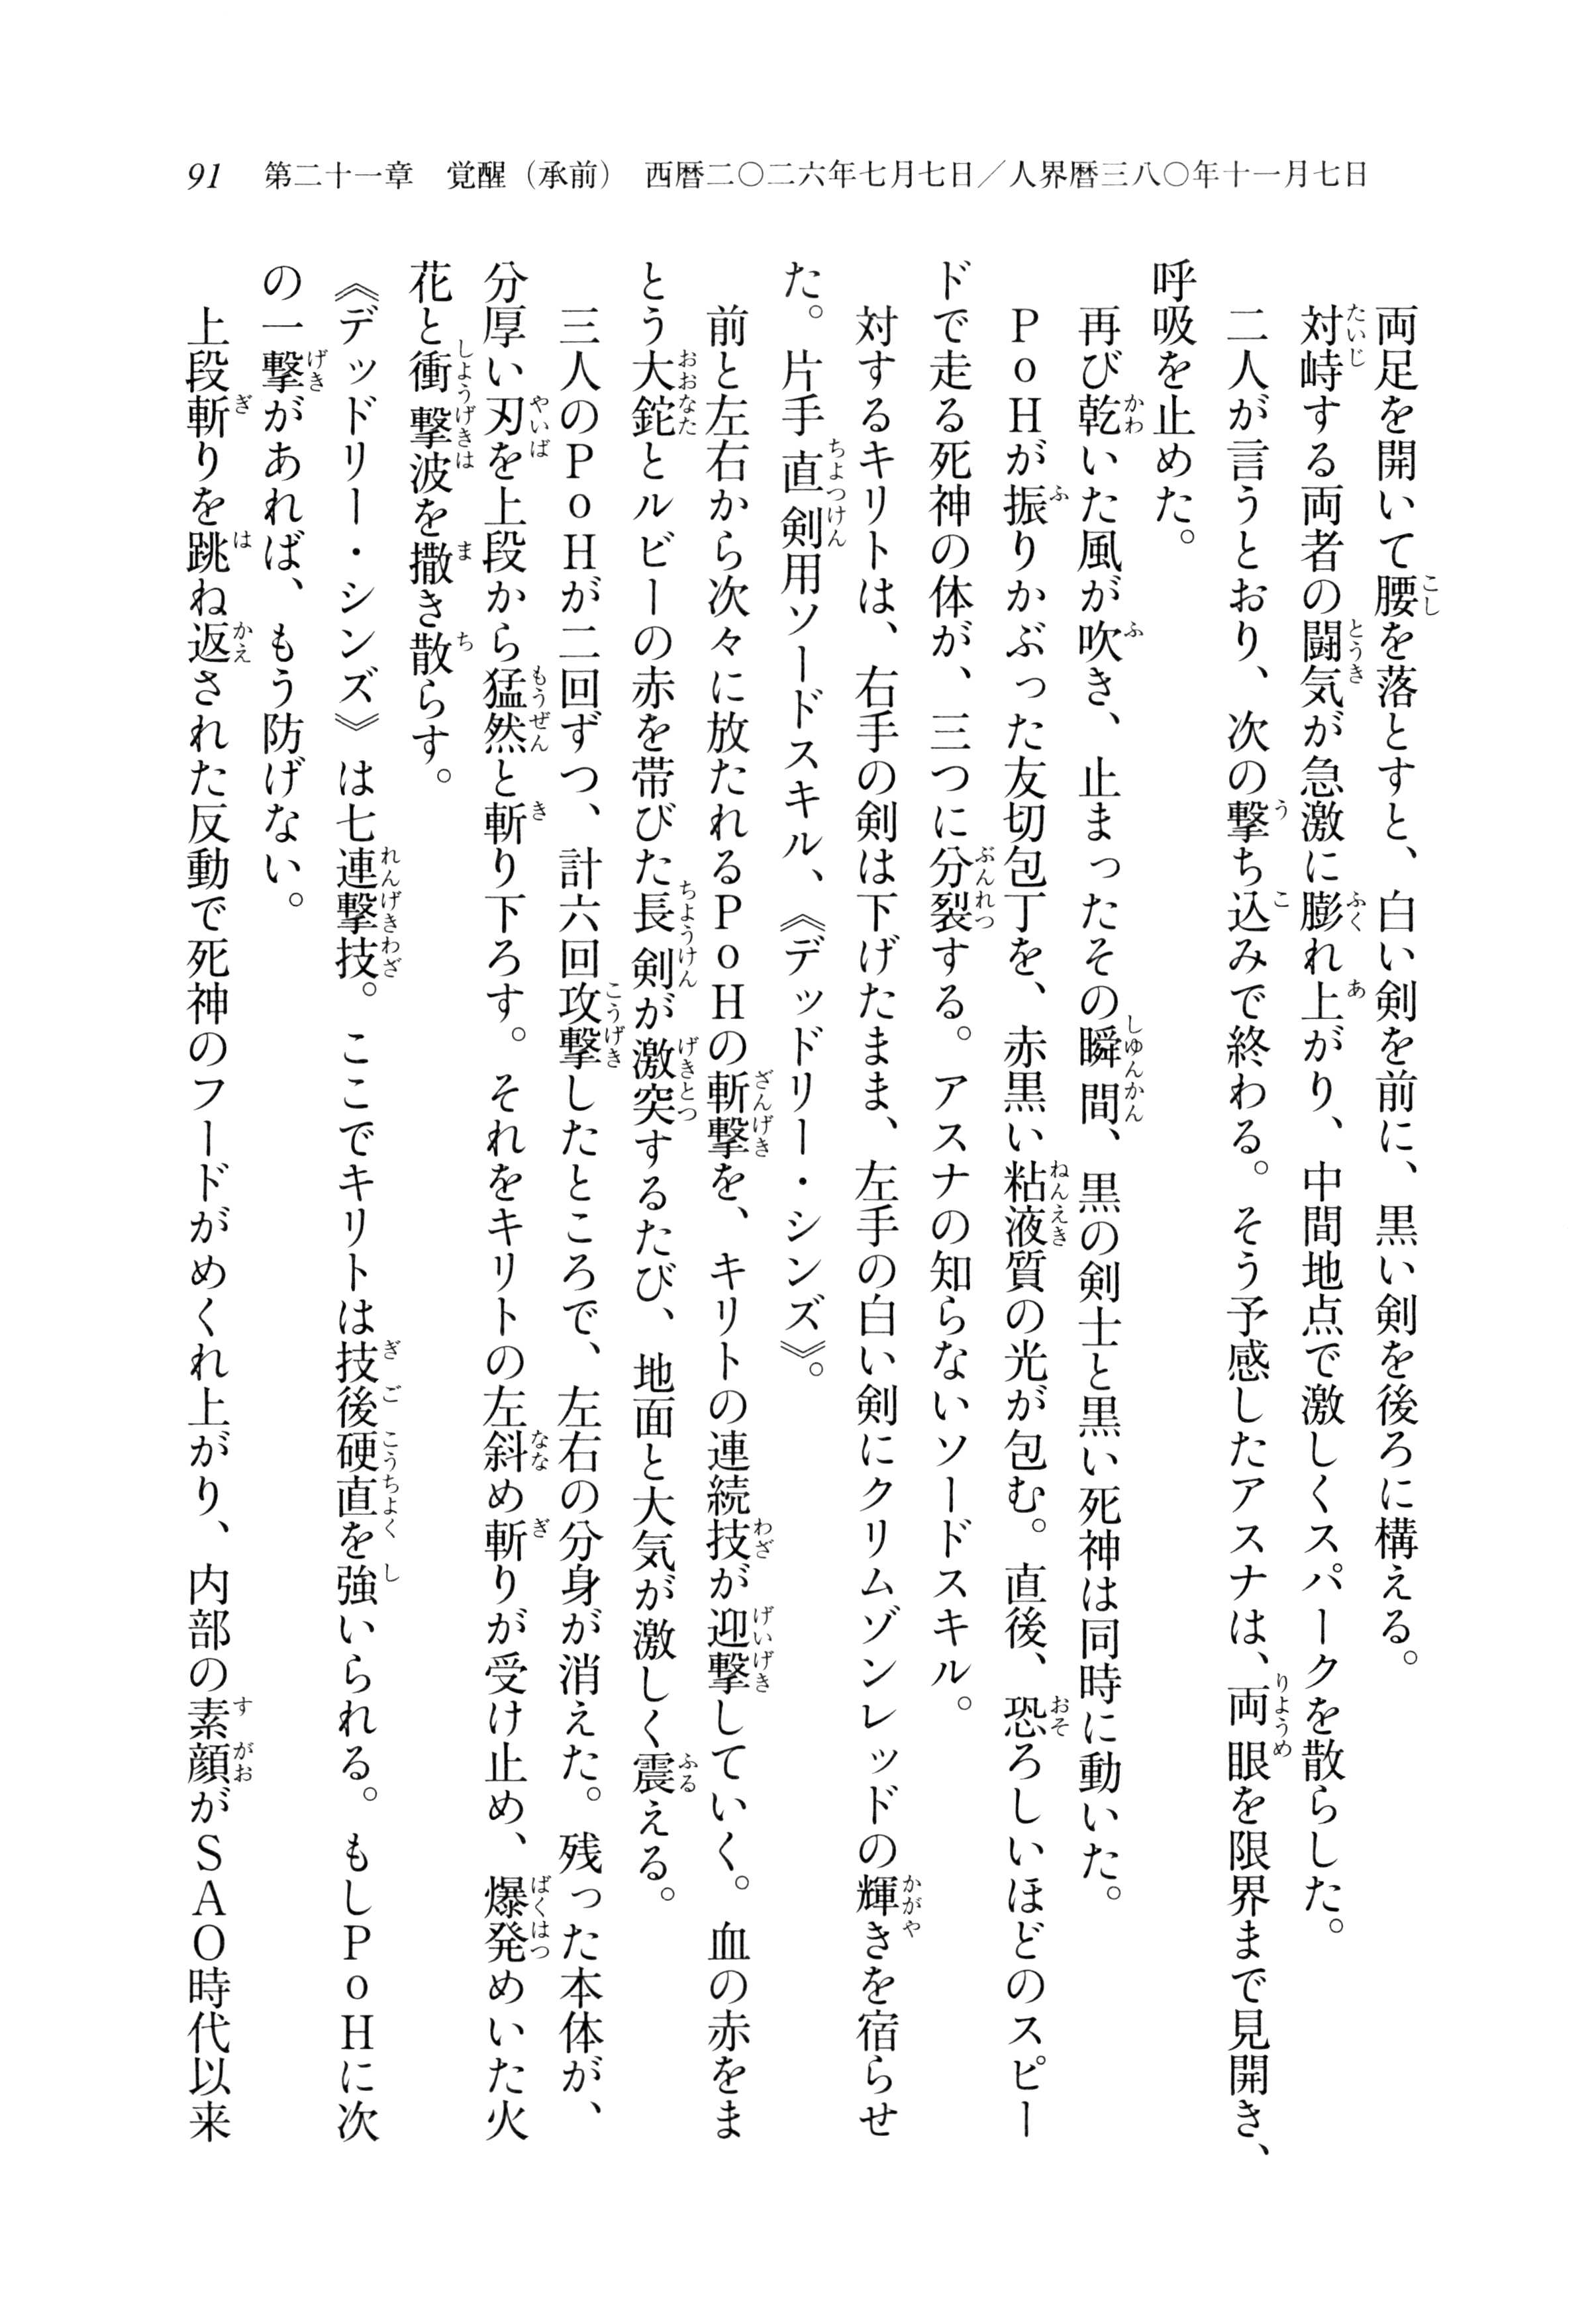 91　第二十一章　覚醒（承前）　西暦二〇二六年七月七日／人界暦三八〇年十一月七日
　両足を開いて腰を落とすと、白い剣を前に、黒い剣を後ろに構える。
　対峙する両者の闘気が急激に膨れ上がり、中間地点で激しくスパークを散らした。
　二人が言うとおり、次の撃ち込みで終わる。そう予感したアスナは、両眼を限界まで見開き、
呼吸を止めた。
　再び乾いた風が吹き、止まったその瞬間、黒の剣士と黒い死神は同時に動いた。
　ＰｏＨが振りかぶった友切包丁を、赤黒い粘液質の光が包む。直後、恐ろしいほどのスピー
ドで走る死神の体が、三つに分裂する。アスナの知らないソードスキル。
　対するキリトは、右手の剣は下げたまま、左手の白い剣にクリムゾンレッドの輝きを宿らせ
た。片手直剣用ソードスキル、《デッドリー・シンズ》。
　前と左右から次々に放たれるＰｏＨの斬撃を、キリトの連続技が迎撃していく。血の赤をま
とう大鉈とルビーの赤を帯びた長剣が激突するたび、地面と大気が激しく震える。
　三人のＰｏＨが二回ずつ、計六回攻撃したところで、左右の分身が消えた。残った本体が、
分厚い刃を上段から猛然と斬り下ろす。それをキリトの左斜め斬りが受け止め、爆発めいた火
花と衝撃波を撒き散らす。
　《デッドリー・シンズ》は七連撃技。ここでキリトは技後硬直を強いられる。もしＰｏＨに次
の一撃があれば、もう防げない。
　上段斬りを跳ね返された反動で死神のフードがめくれ上がり、内部の素顔がＳＡＯ時代以来